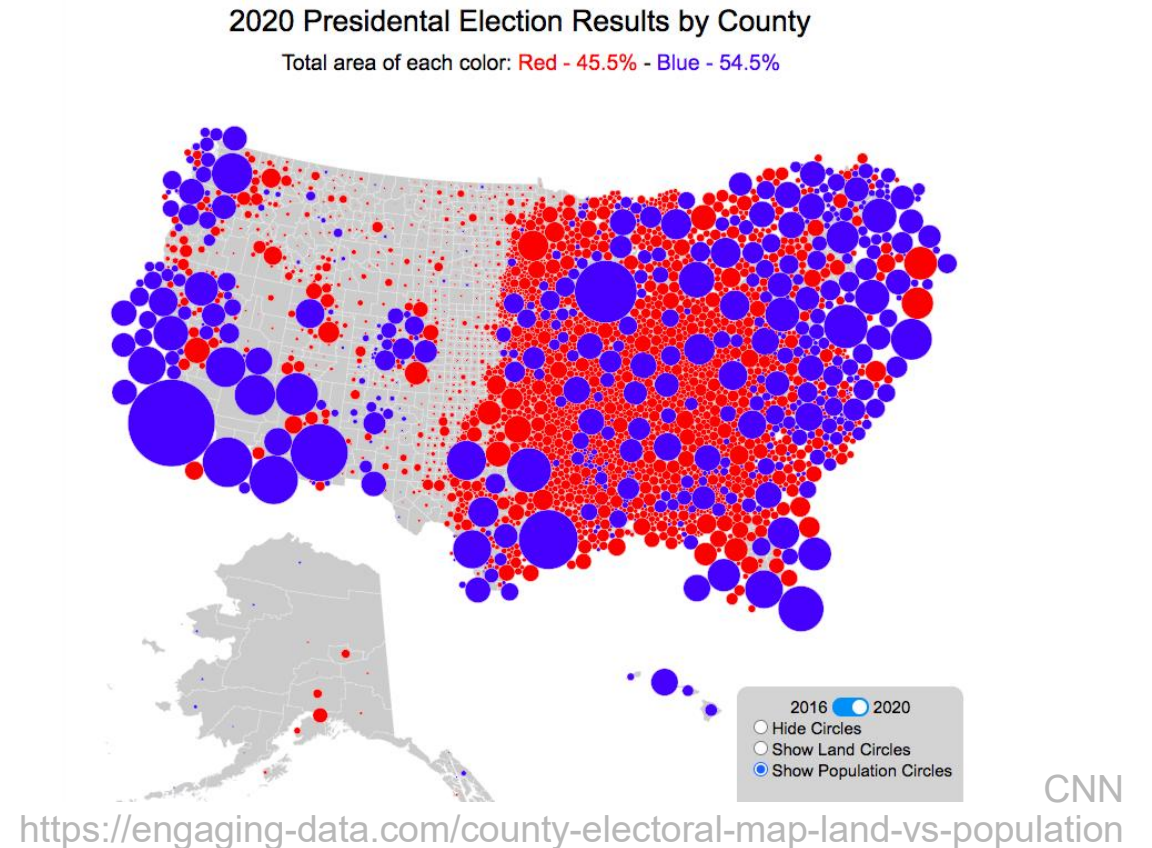 2020 Presidental Election Results by County
Total area of each color: Red - 45.5% - Blue - 54.5%
2016 2020
Hide Circles
Show Land Circles
Show Population Circles
CNN
https://engaging-data.com/county-electoral-map-land-vs-population